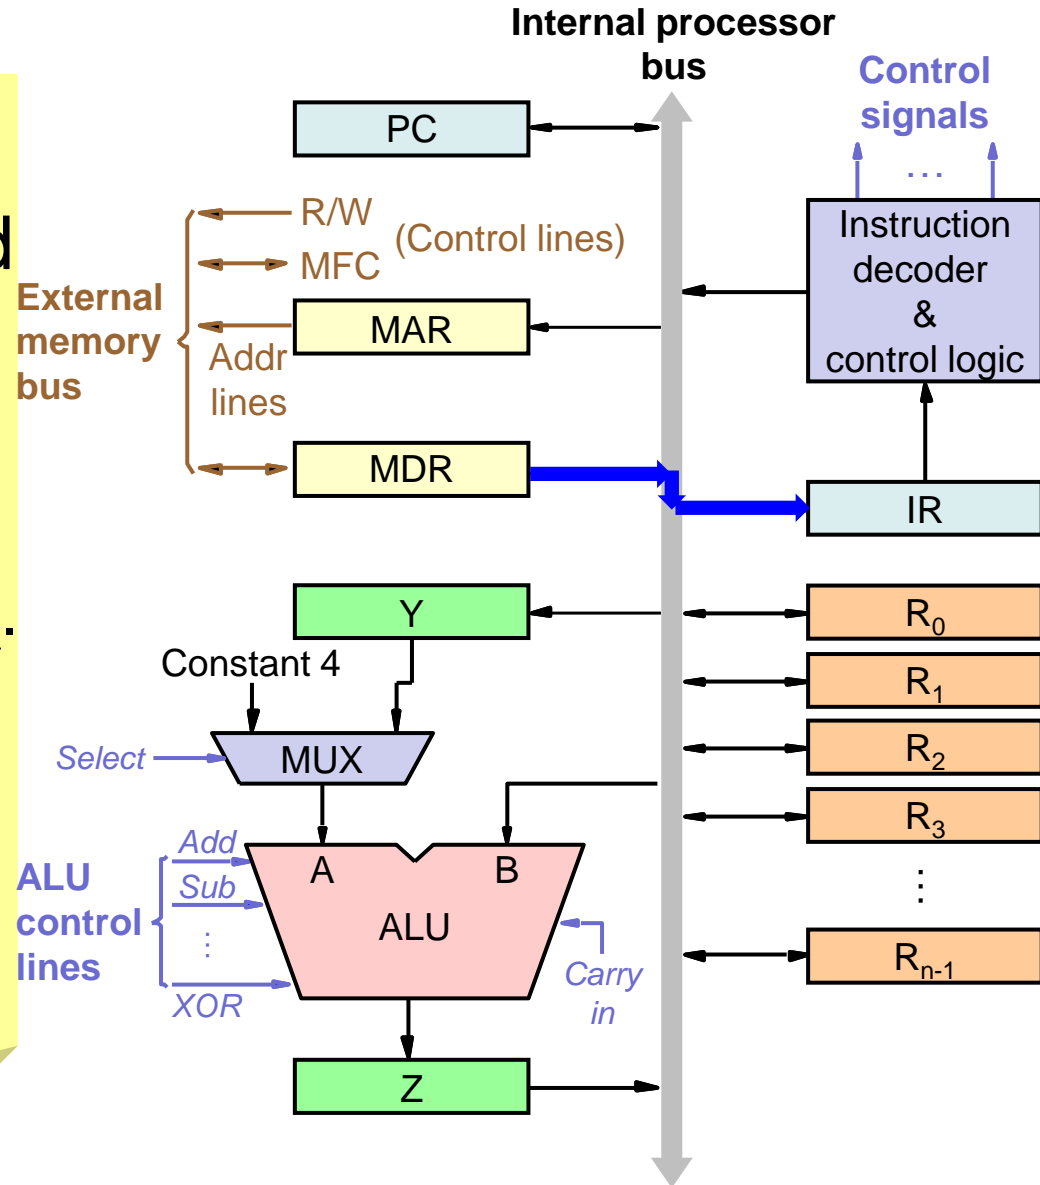 Internal processor
bus
Control
signals
...
PC
R/W
(Control lines)
MFC
Instruction
decoder
&
control logic
External
memory
bus
MAR
Addr
lines
MDR
IR
Y
Constant 4
R0
R1
Select
MUX
R2
R3
Add
A
B
ALU
control
lines
Sub
⋮
XOR
ALU
Carry
in
⋮
Rn-1
Z